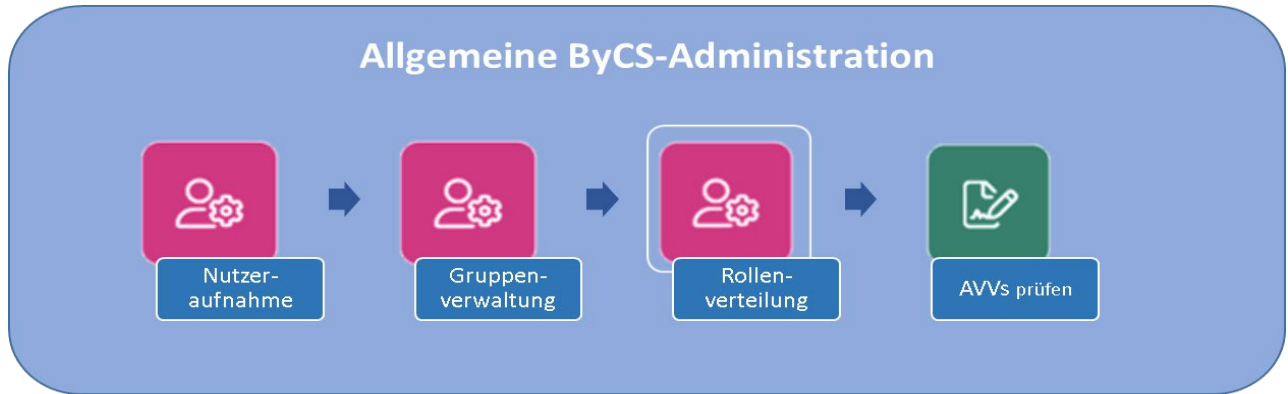 Allgemeine ByCS-Administration
Nutzer-
aufnahme
Gruppen-
verwaltung
Rollen-
verteilung
AVVs prüfen